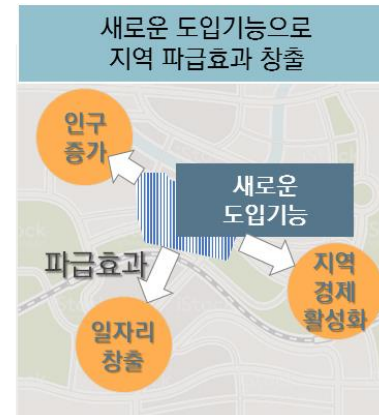 새로운 도입기능으로
지역 파급효과 창출
인구
증가
새로운
도입기능
파급효과
지역
경제
활성화
일자리
창출